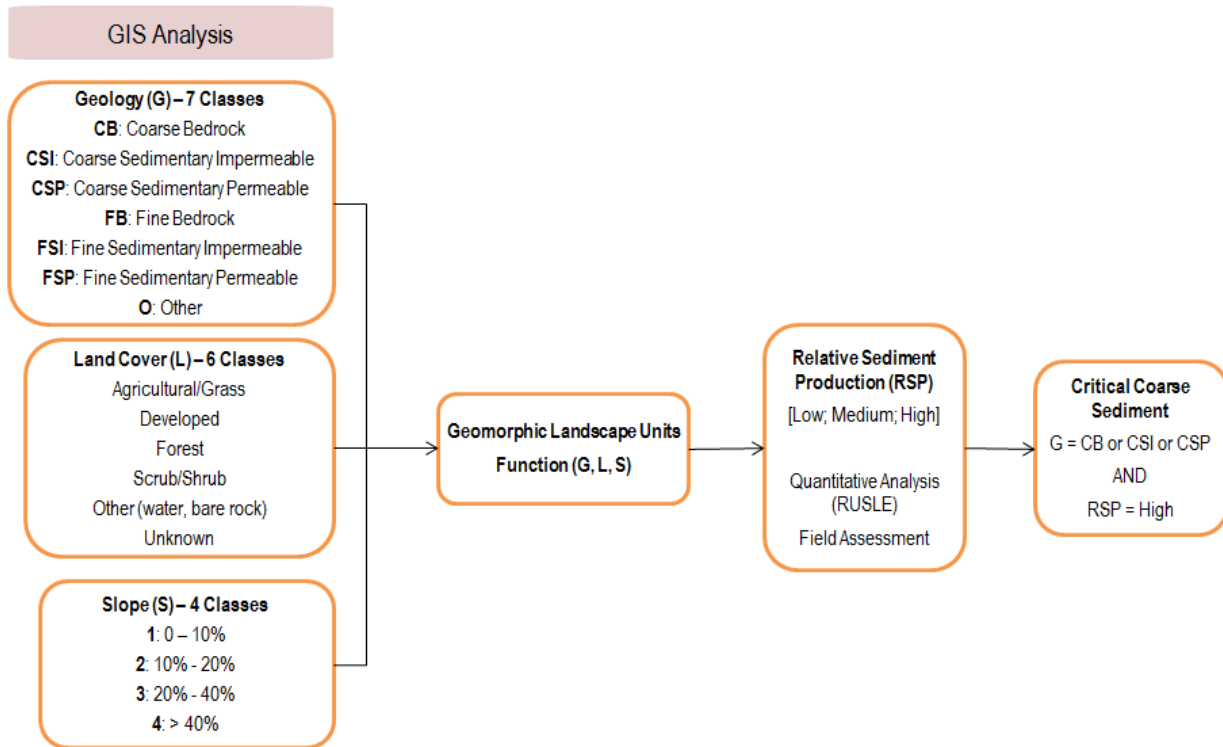 GIS Analysis
Geology (G) – 7 Classes
CB: Coarse Bedrock
CSI: Coarse Sedimentary Impermeable
CSP: Coarse Sedimentary Permeable
FB: Fine Bedrock
FSI: Fine Sedimentary Impermeable
FSP: Fine Sedimentary Permeable
O: Other
Land Cover (L) – 6 Classes
Agricultural/Grass
Developed
Forest
Scrub/Shrub
Other (water, bare rock)
Unknown
Slope (S) – 4 Classes
1: 0 – 10%
2: 10% - 20%
3: 20% - 40%
4: > 40%
Geomorphic Landscape Units
Function (G, L, S)
Relative Sediment
Production (RSP)
[Low; Medium; High]
Quantitative Analysis
(RUSLE)
Field Assessment
Critical Coarse
Sediment
G = CB or CSI or CSP
AND
RSP = High